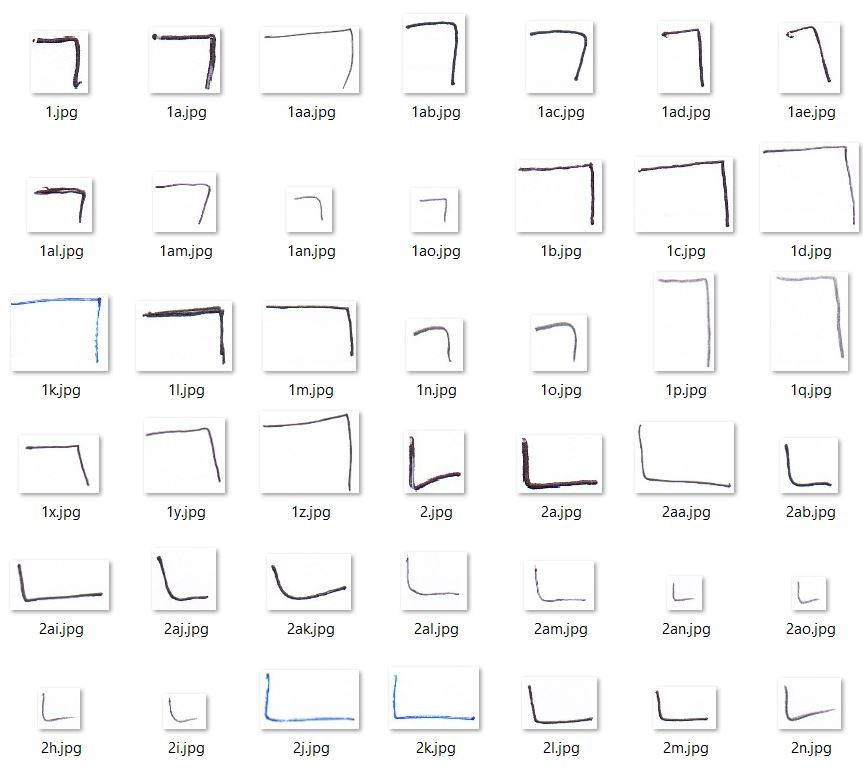 1.jpg 1a.jpg 1aa.jpg 1ab.jpg 1ac.jpg 1ad.jpg 1ae.jpg
1al.jpg 1am.jpg 1an.jpg 1ao.jpg 1b.jpg 1c.jpg 1d.jpg
1k.jpg 1l.jpg 1m.jpg 1n.jpg 1o.jpg 1p.jpg 1q.jpg
1x.jpg 1y.jpg 1z.jpg 2.jpg 2a.jpg 2aa.jpg 2ab.jpg
2ai.jpg 2aj.jpg 2ak.jpg 2al.jpg 2am.jpg 2an.jpg 2ao.jpg
2h.jpg 2i.jpg 2j.jpg 2k.jpg 2l.jpg 2m.jpg 2n.jpg